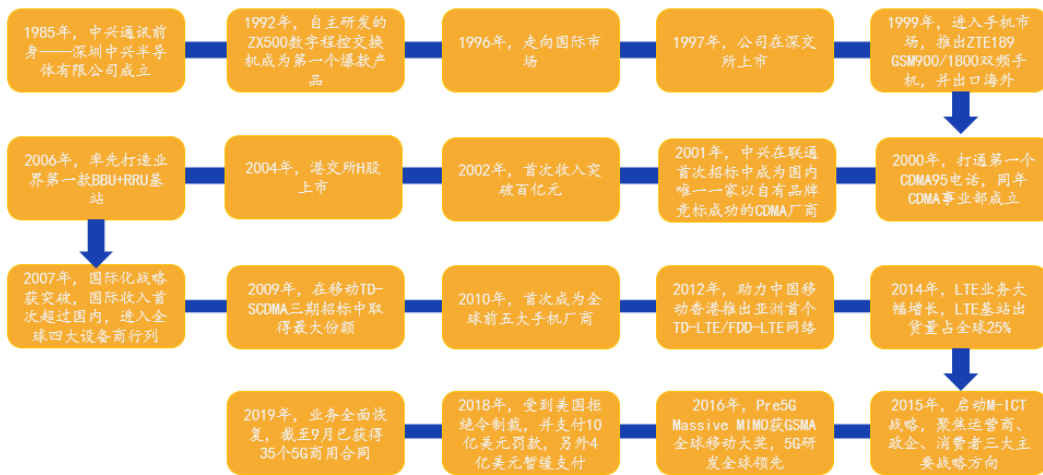 1985年，中兴通讯前
身——深圳中兴半导
体有限公司成立
1992年，自主研发的
ZX500数字程控交换
机成为第一个爆款产
品
1996年，走向国际市
场
1997年，公司在深交
所上市
1999年，进入手机市
场，推出ZTE189
GSM900/1800双频手
机，并出口海外
2000年，打通第一个
CDMA95电话，同年
CDMA事业部成立
2001年，中兴在联通
首次招标中成为国内
唯一一家以自有品牌
竞标成功的CDMA厂商
2002年，首次收入突
破百亿元
2004年，港交所H股
上市
2006年，率先打造业
界第一款BBU+RRU基
站
2007年，国际化战略
获突破，国际收入首
次超过国内，进入全
球四大设备商行列
2009年，在移动TD-
SCDMA三期招标中取
得最大份额
2010年，首次成为全
球前五大手机厂商
2012年，助力中国移
动香港推出亚洲首个
TD-LTE/FDD-LTE网络
2014年，LTE业务大
幅增长，LTE基站出
货量占全球25%
2015年，启动M-ICT
战略，聚焦运营商、
政企、消费者三大主
要战略方向
2016年，Pre5G
Massive MIMO获GSMA
全球移动大奖，5G研
发全球领先
2018年，受到美国拒
绝令制裁，并支付10
亿美元罚款，另外4
亿美元暂缓支付
2019年，业务全面恢
复，截至9月已获得
35个5G商用合同